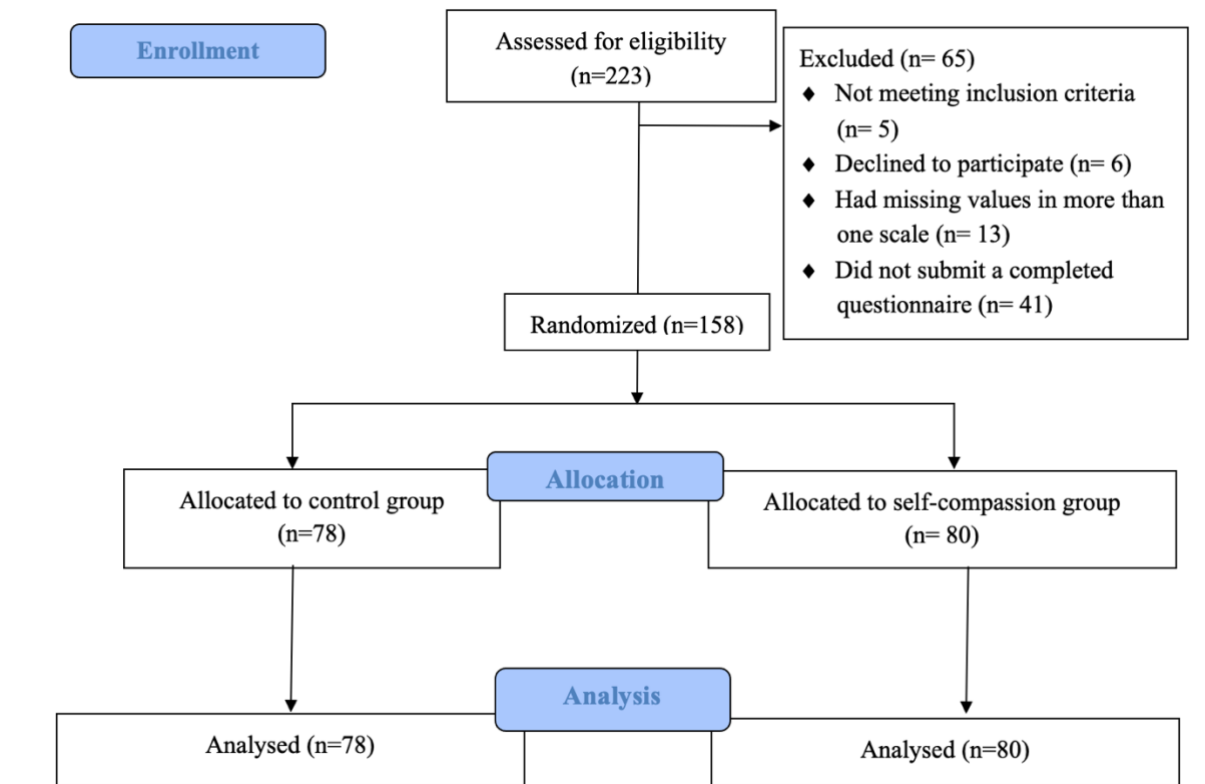 Enrollment
Assessed for eligibility
(n=223)
Excluded (n= 65)
♦ Not meeting inclusion criteria
(n= 5)
♦ Declined to participate (n= 6)
♦ Had missing values in more than
one scale (n= 13)
♦ Did not submit a completed
questionnaire (n= 41)
Randomized (n=158)
Allocation
Allocated to control group
(n=78)
Allocated to self-compassion group
(n= 80)
Analysis
Analysed (n=78)
Analysed (n=80)